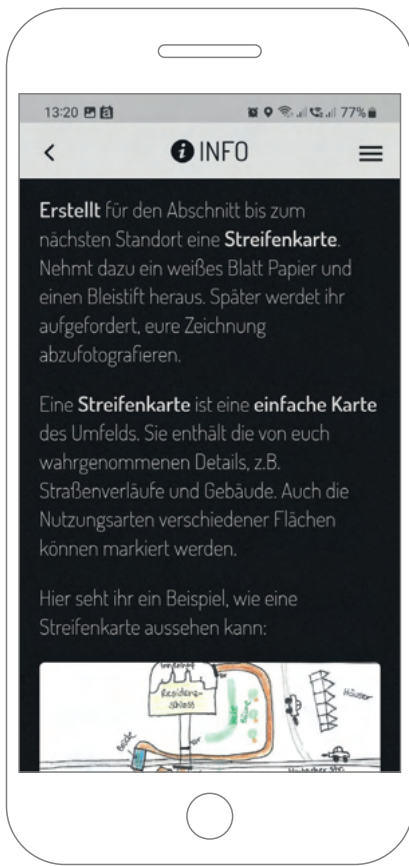 13:20 77%
< INFO
Erstellt für den Abschnitt bis zum
nächsten Standort eine Streifenkarte.
Nehmt dazu ein weißes Blatt Papier und
einen Bleistift heraus. Später werdet ihr
aufgefordert, eure Zeichnung
abzufotografieren.
Eine Streifenkarte ist eine einfache Karte
des Umfelds. Sie enthält die von euch
wahrgenommenen Details, z.B.
Straßenverläufe und Gebäude. Auch die
Nutzungsarten verschiedener Flächen
können markiert werden.
Hier seht ihr ein Beispiel, wie eine
Streifenkarte aussehen kann:
Residenz-
schloss
Bäume
Häuser